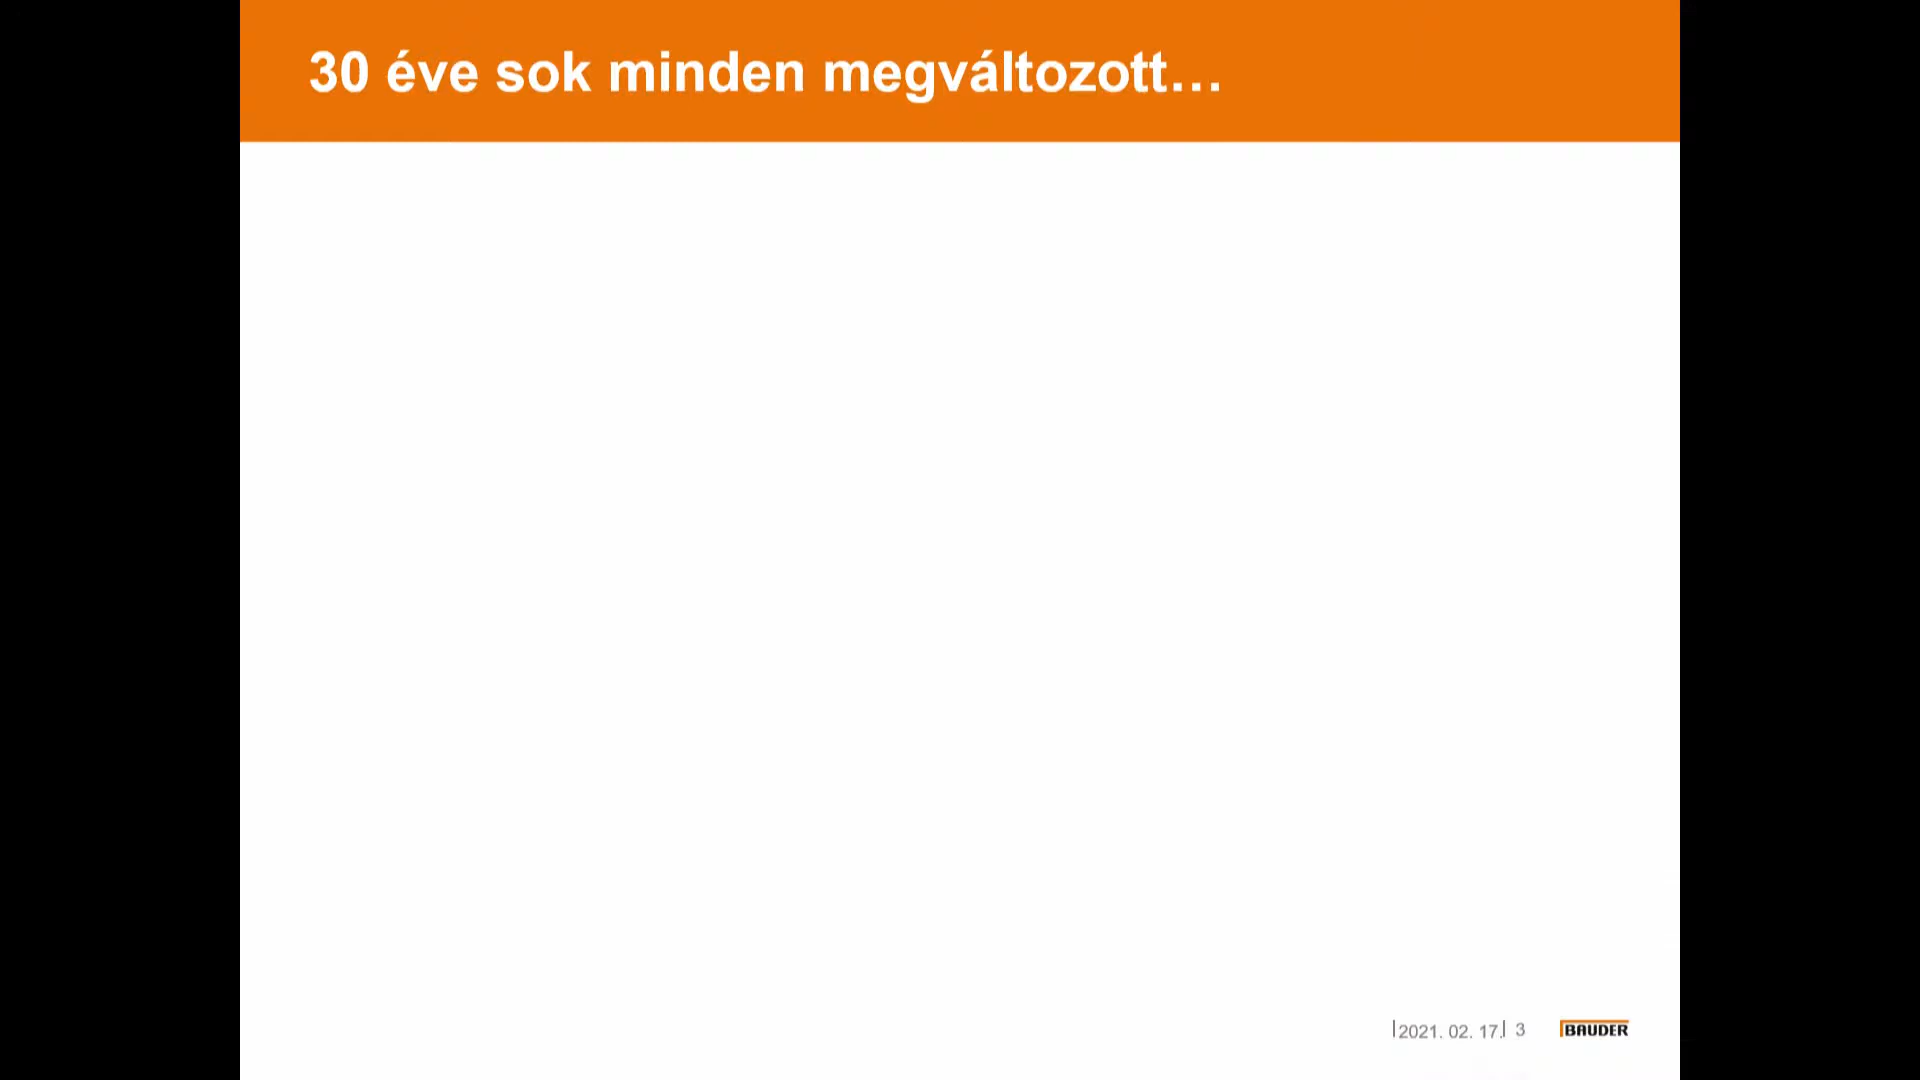 30 éve sok minden megváltozott…
2021. 02. 17. 3 BAUDER